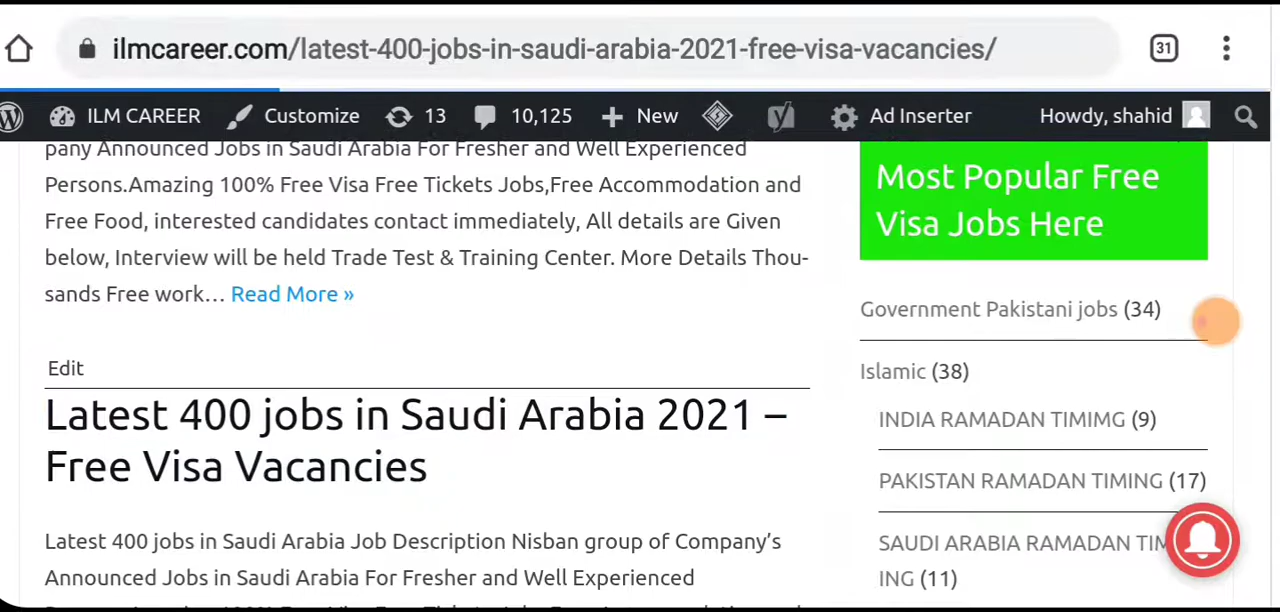 ilmcareer.com/latest-400-jobs-in-saudi-arabia-2021-free-visa-vacancies/
31
ILM CAREER Customize 13 10,125 New Ad Inserter Howdy, shahid
pany Announced Jobs in Saudi Arabia For Fresher and Well Experienced
Persons.Amazing 100% Free Visa Free Tickets Jobs,Free Accommodation and
Free Food, interested candidates contact immediately, All details are Given
below, Interview will be held Trade Test & Training Center. More Details Thou-
sands Free work… Read More »
Edit
Latest 400 jobs in Saudi Arabia 2021 –
Free Visa Vacancies
Latest 400 jobs in Saudi Arabia Job Description Nisban group of Company's
Announced Jobs in Saudi Arabia For Fresher and Well Experienced
Most Popular Free
Visa Jobs Here
Government Pakistani jobs (34)
Islamic (38)
INDIA RAMADAN TIMIMG (9)
PAKISTAN RAMADAN TIMING (17)
SAUDI ARABIA RAMADAN TIM
ING (11)